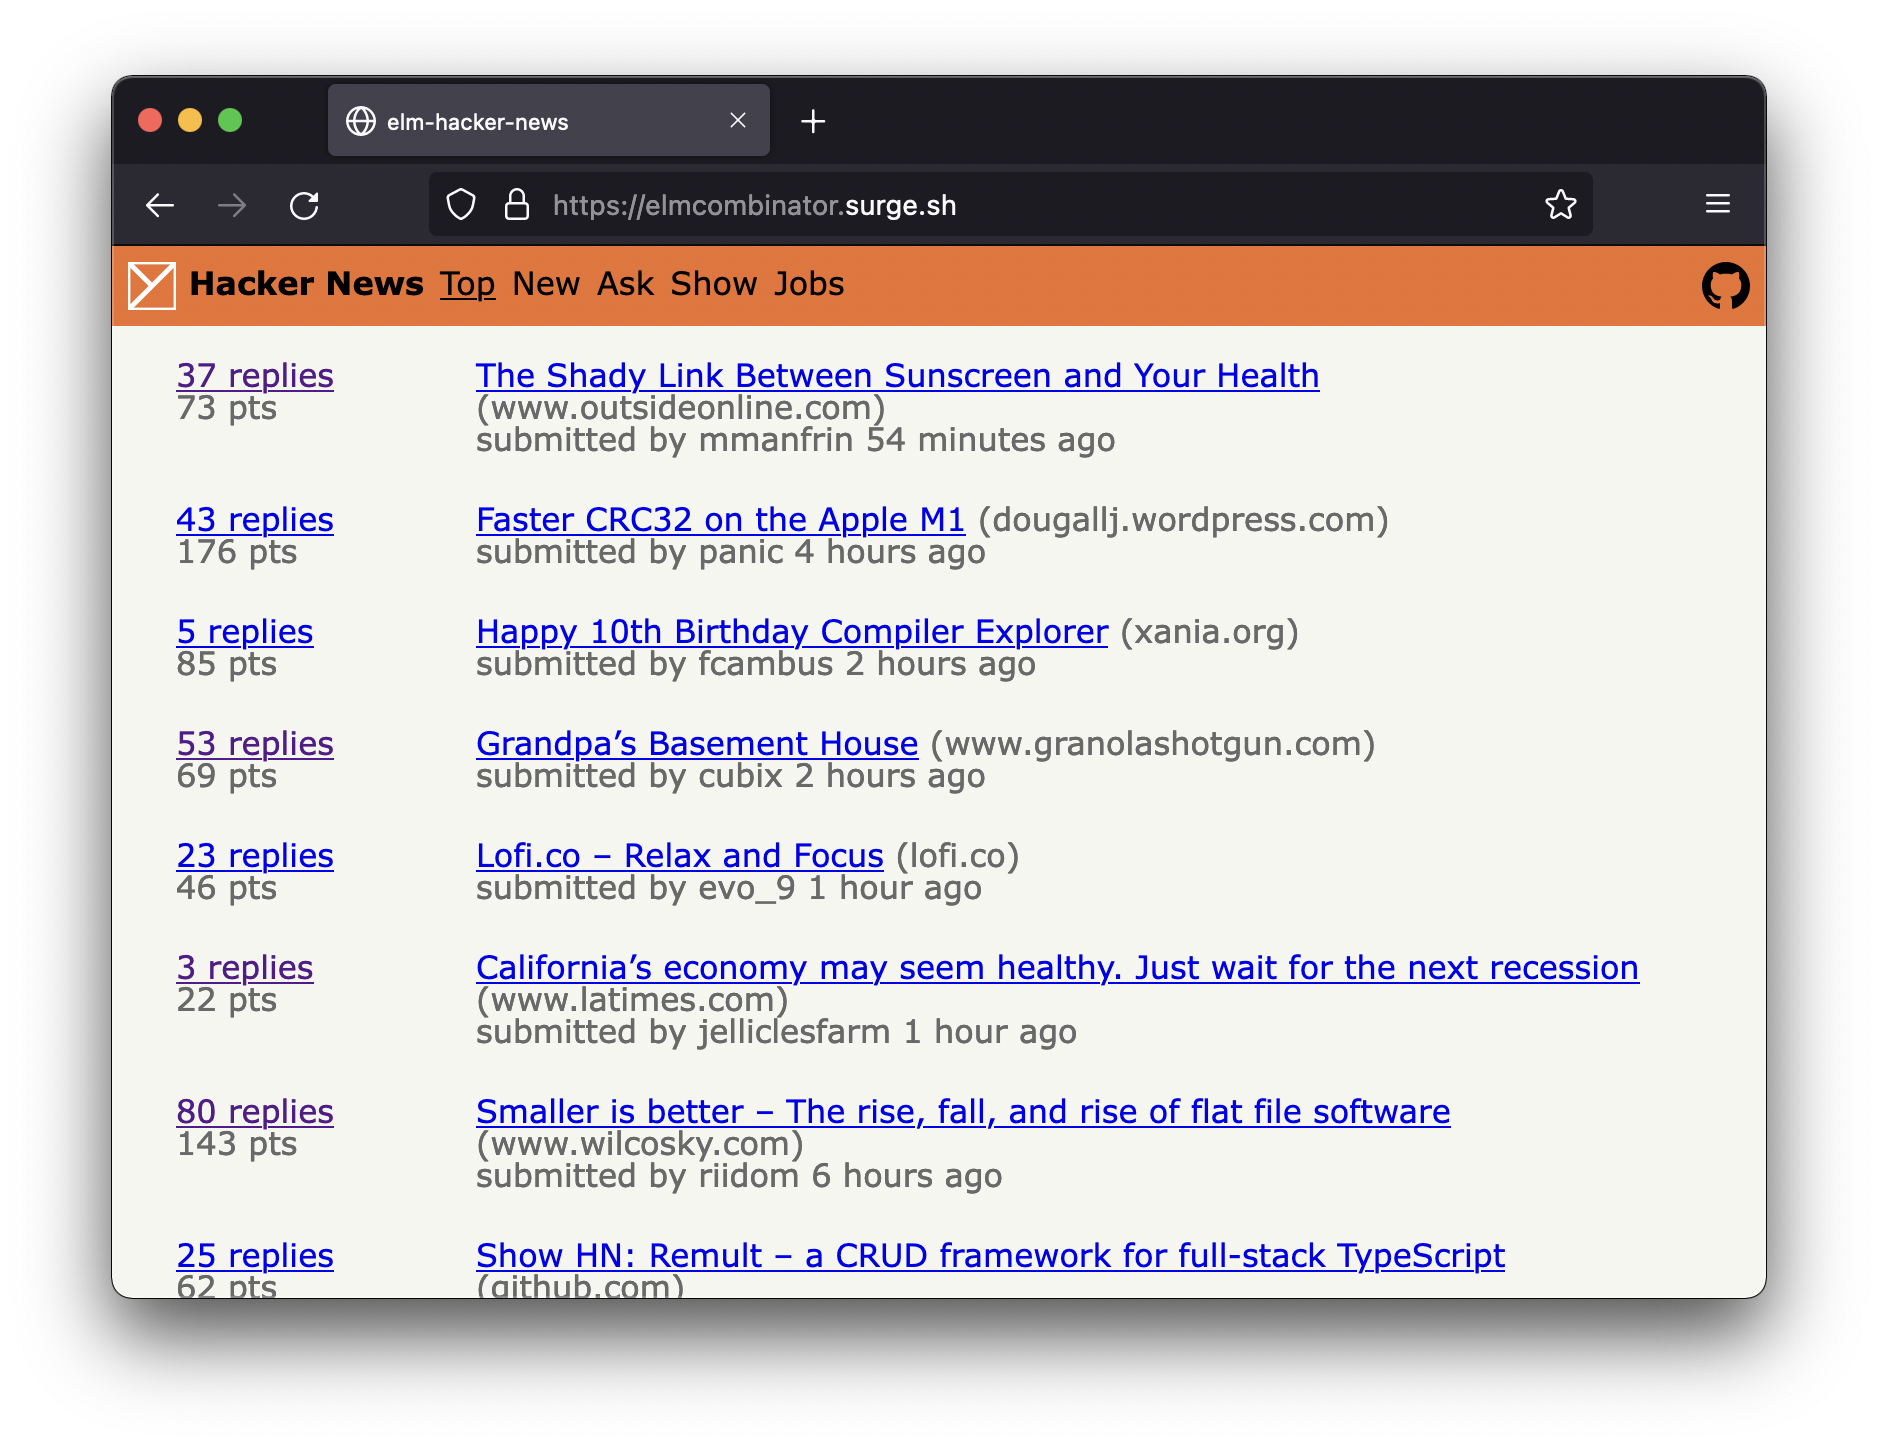 elm-hacker-news
https://elmcombinator.surge.sh
Hacker News Top New Ask Show Jobs
37 replies
73 pts
The Shady Link Between Sunscreen and Your Health
(www.outsideonline.com)
submitted by mmanfrin 54 minutes ago
43 replies
176 pts
Faster CRC32 on the Apple M1 (dougallj.wordpress.com)
submitted by panic 4 hours ago
5 replies
85 pts
Happy 10th Birthday Compiler Explorer (xania.org)
submitted by fcambus 2 hours ago
53 replies
69 pts
Grandpa’s Basement House (www.granolashotgun.com)
submitted by cubix 2 hours ago
23 replies
46 pts
Lofi.co – Relax and Focus (lofi.co)
submitted by evo_9 1 hour ago
3 replies
22 pts
California’s economy may seem healthy. Just wait for the next recession
(www.latimes.com)
submitted by jelliclesfarm 1 hour ago
80 replies
143 pts
Smaller is better – The rise, fall, and rise of flat file software
(www.wilcosky.com)
submitted by riidom 6 hours ago
25 replies
62 pts
Show HN: Remult – a CRUD framework for full-stack TypeScript
(github.com)